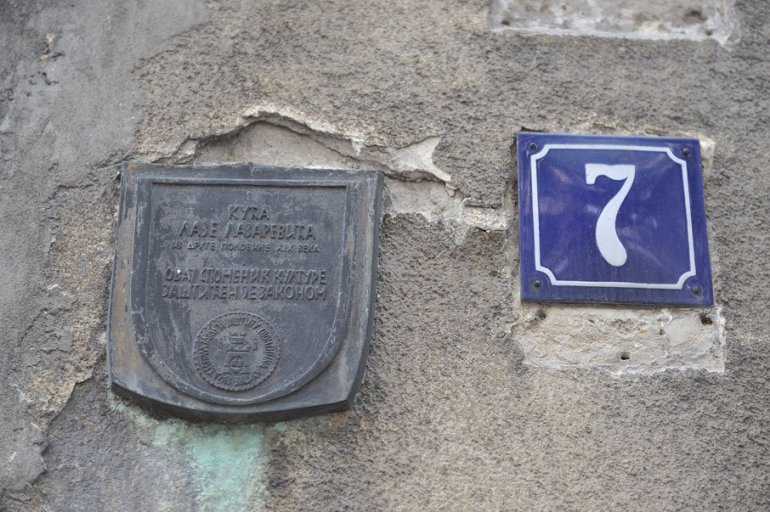 КУЋА
ЛАЗЕ ЛАЗАРЕВИЋА
ИЗ ДРУГЕ ПОЛОВИНЕ XIX ВЕКА
ОВАЈ СПОМЕНИК КУЛТУРЕ
ЗАШТИЋЕН ЈЕ ЗАКОНОМ
7